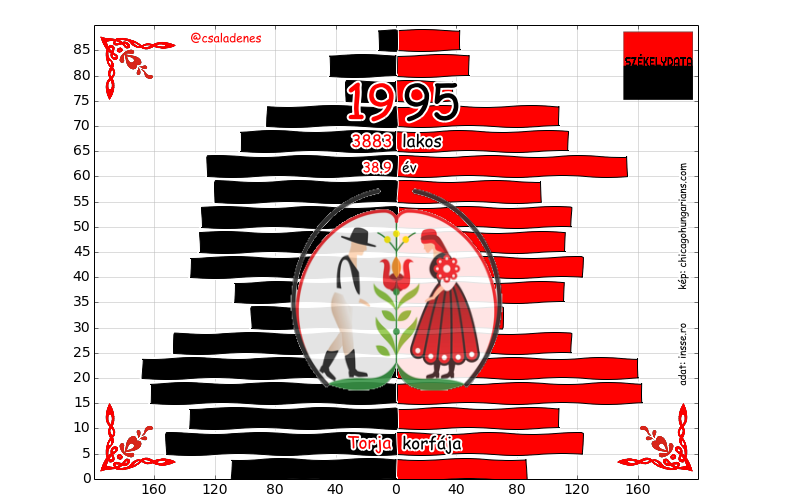 @csaladenes
SZÉKELYDATA
1995
3883 lakos
38.9 év
kép: chicagohungarians.com
adat: insse.ro
Torja korfája
85
80
75
70
65
60
55
50
45
40
35
30
25
20
15
10
5
0
160 120 80 40 0 40 80 120 160